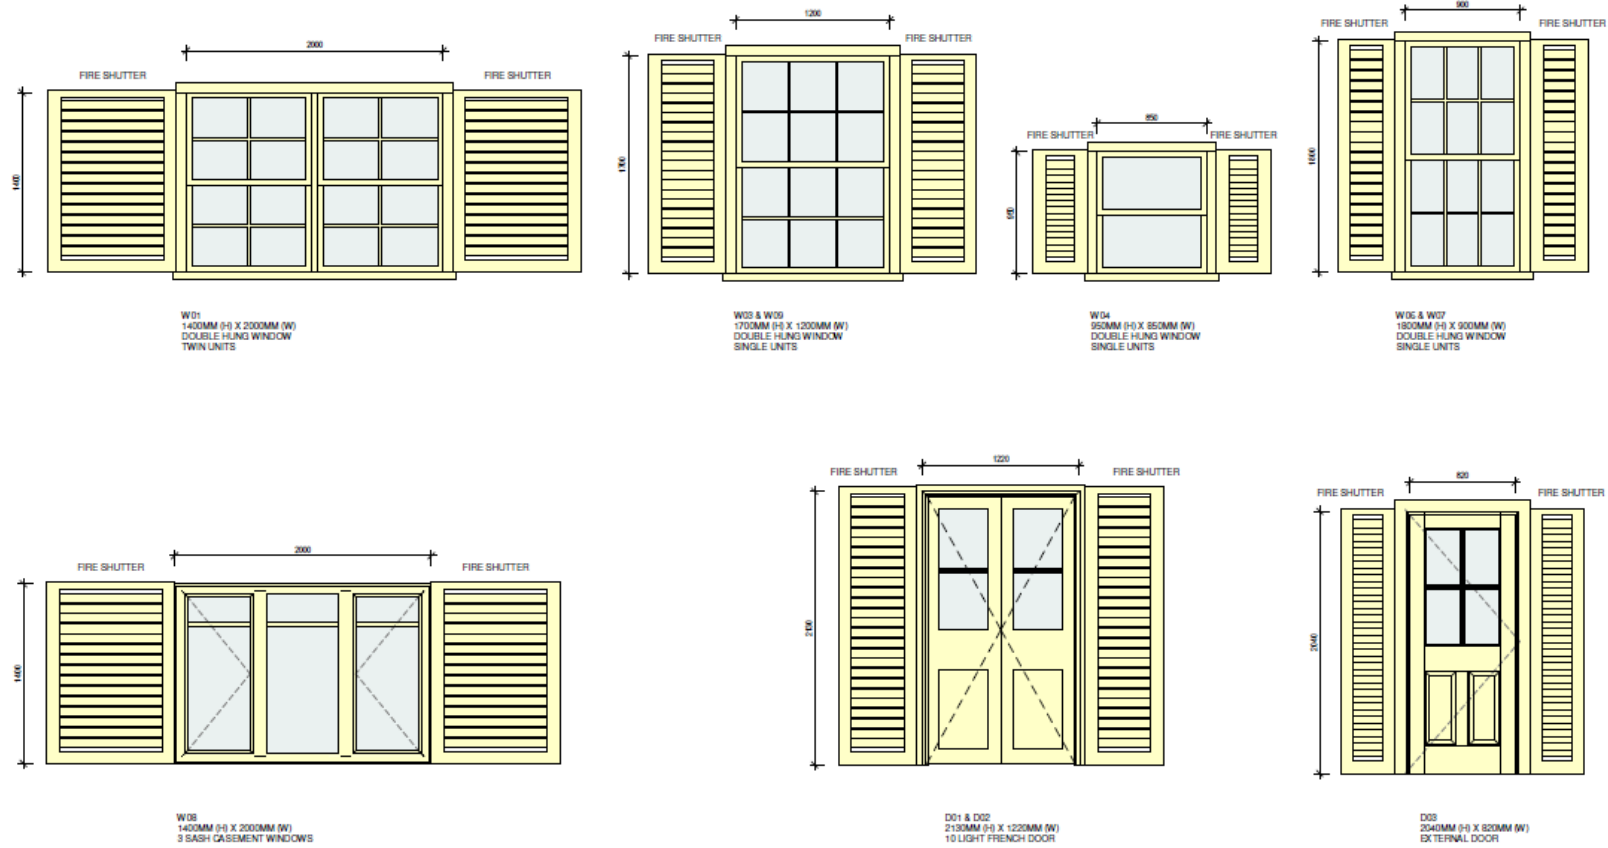 2000
FIRE SHUTTER
FIRE SHUTTER
1400
W01
1400MM (H) X 2000MM (W)
DOUBLE HUNG WINDOW
TWIN UNITS
1200
FIRE SHUTTER
FIRE SHUTTER
1700
W03 & W09
1700MM (H) X 1200MM (W)
DOUBLE HUNG WINDOW
SINGLE UNITS
850
FIRE SHUTTER
FIRE SHUTTER
950
W04
950MM (H) X 850MM (W)
DOUBLE HUNG WINDOW
SINGLE UNITS
900
FIRE SHUTTER
FIRE SHUTTER
1800
W06 & W07
1800MM (H) X 900MM (W)
DOUBLE HUNG WINDOW
SINGLE UNITS
2000
FIRE SHUTTER
FIRE SHUTTER
1400
W08
1400MM (H) X 2000MM (W)
3 SASH CASEMENT WINDOWS
1220
FIRE SHUTTER
FIRE SHUTTER
2130
D01 & D02
2130MM (H) X 1220MM (W)
10 LIGHT FRENCH DOOR
820
FIRE SHUTTER
FIRE SHUTTER
2040
D03
2040MM (H) X 820MM (W)
EXTERNAL DOOR